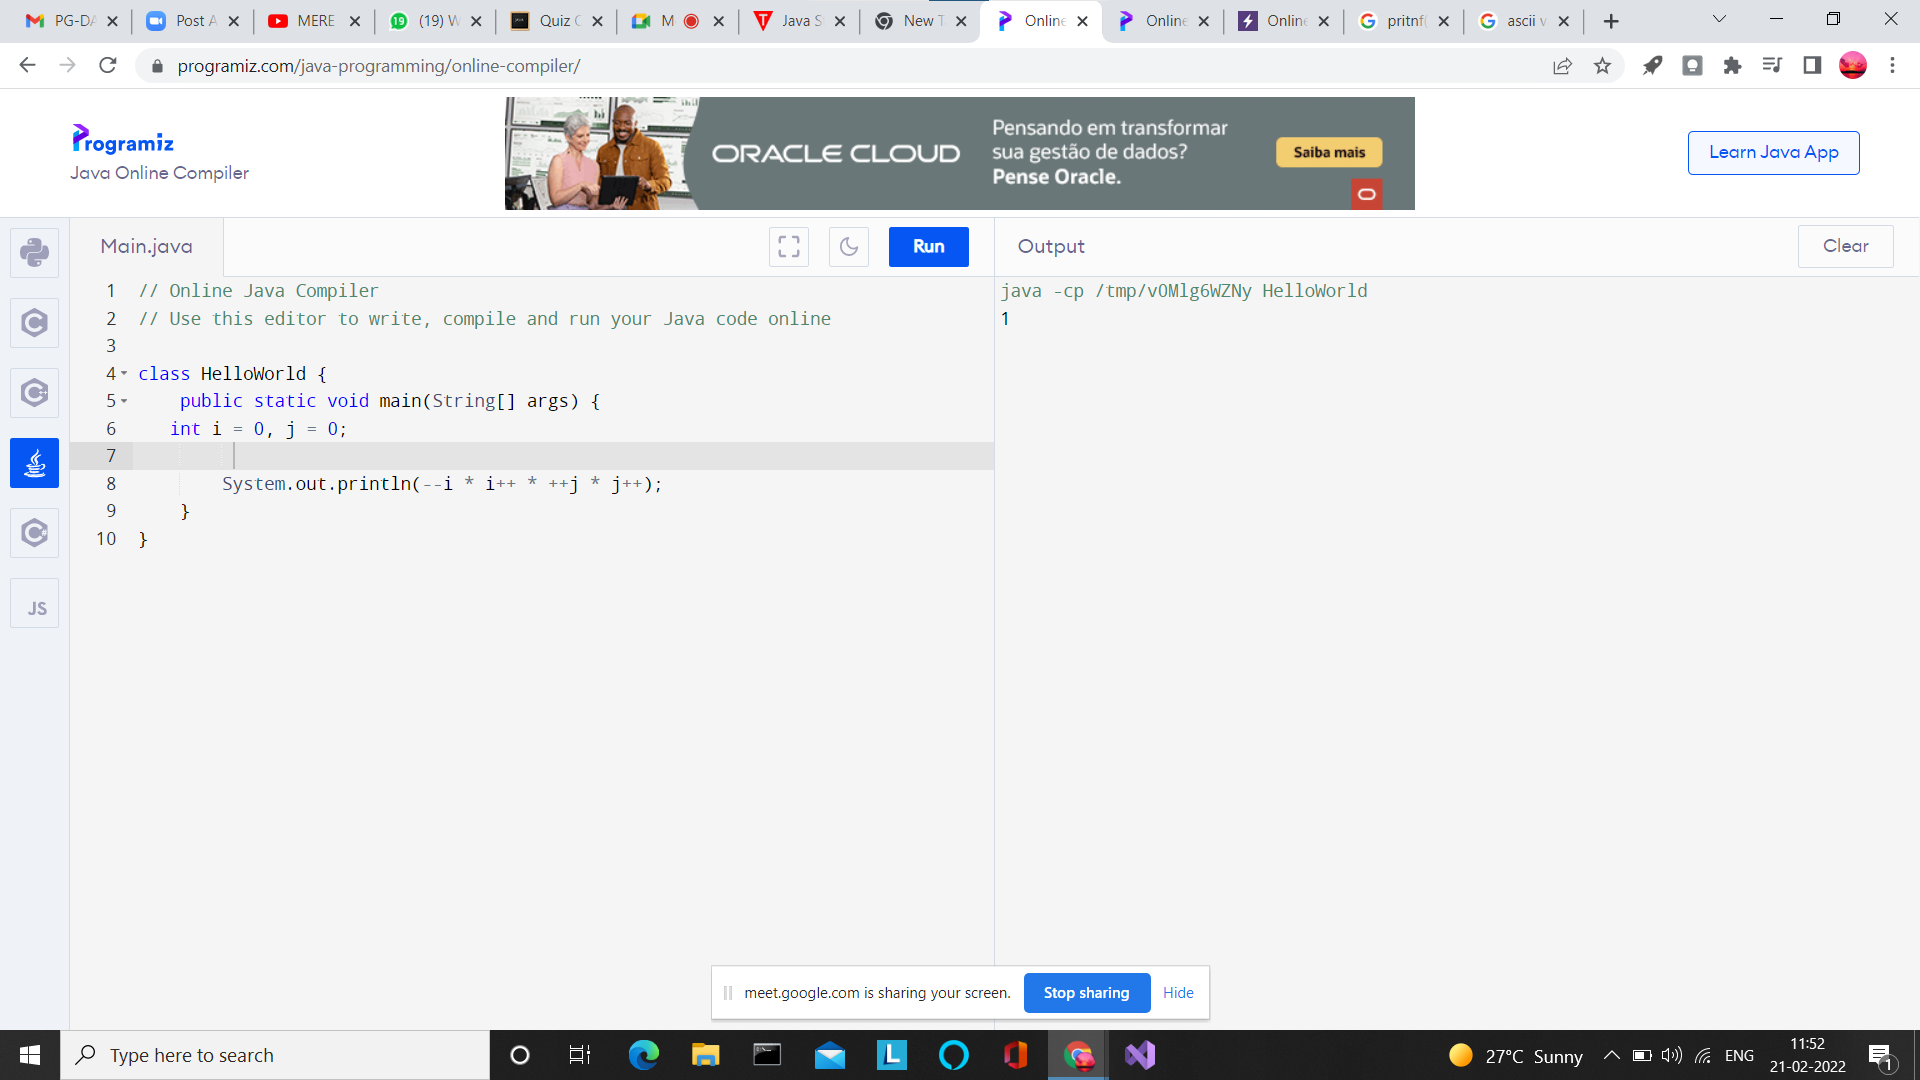 PG-DA
Post A
MERE
(19) W
Quiz C
M
Java S
New T
Online
Online
Online
pritnf(
ascii v
programiz.com/java-programming/online-compiler/
Programiz
Java Online Compiler
ORACLE CLOUD
Pensando em transformar
sua gestão de dados?
Pense Oracle.
Saiba mais
Learn Java App
Main.java
Run
Output
Clear
1 // Online Java Compiler
2 // Use this editor to write, compile and run your Java code online
3
4 class HelloWorld {
5 public static void main(String[] args) {
6 int i = 0, j = 0;
7
8 System.out.println(--i * i++ * ++j * j++);
9 }
10 }
java -cp /tmp/v0Mlg6WZNy HelloWorld
1
JS
meet.google.com is sharing your screen.
Stop sharing
Hide
Type here to search
27°C Sunny
ENG
11:52
21-02-2022
1